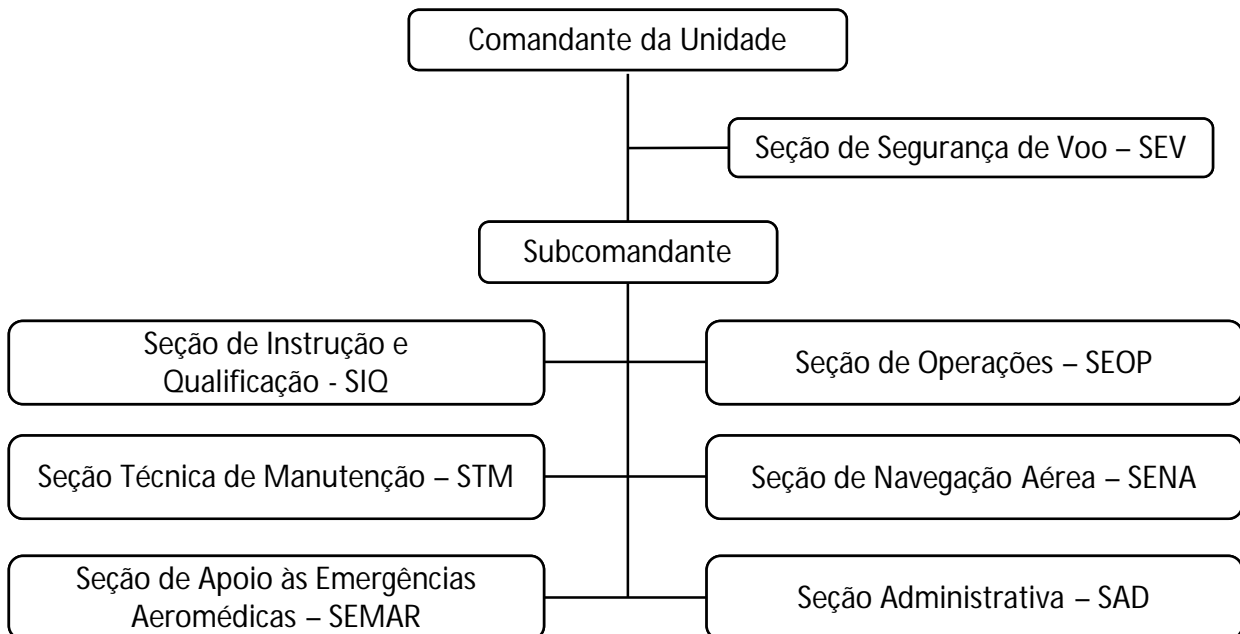 Comandante da Unidade
Seção de Segurança de Voo – SEV
Subcomandante
Seção de Instrução e
Qualificação - SIQ
Seção de Operações – SEOP
Seção Técnica de Manutenção – STM
Seção de Navegação Aérea – SENA
Seção de Apoio às Emergências
Aeromédicas – SEMAR
Seção Administrativa – SAD